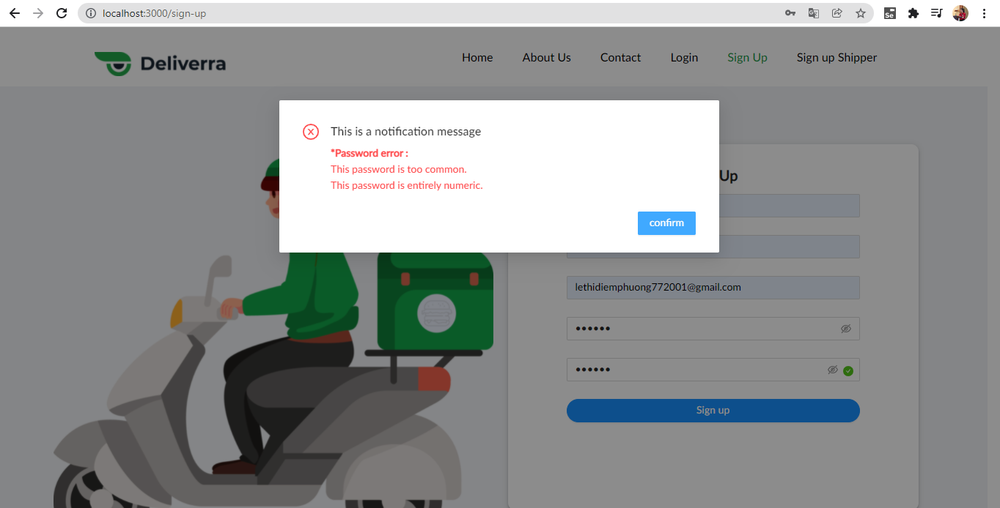 localhost:3000/sign-up
Se
Deliverra
Home
About Us
Contact
Login
Sign Up
Sign up Shipper
This is a notification message
*Password error :
This password is too common.
This password is entirely numeric.
confirm
Up
lethidiemphuong772001@gmail.com
••••••
••••••
Sign up